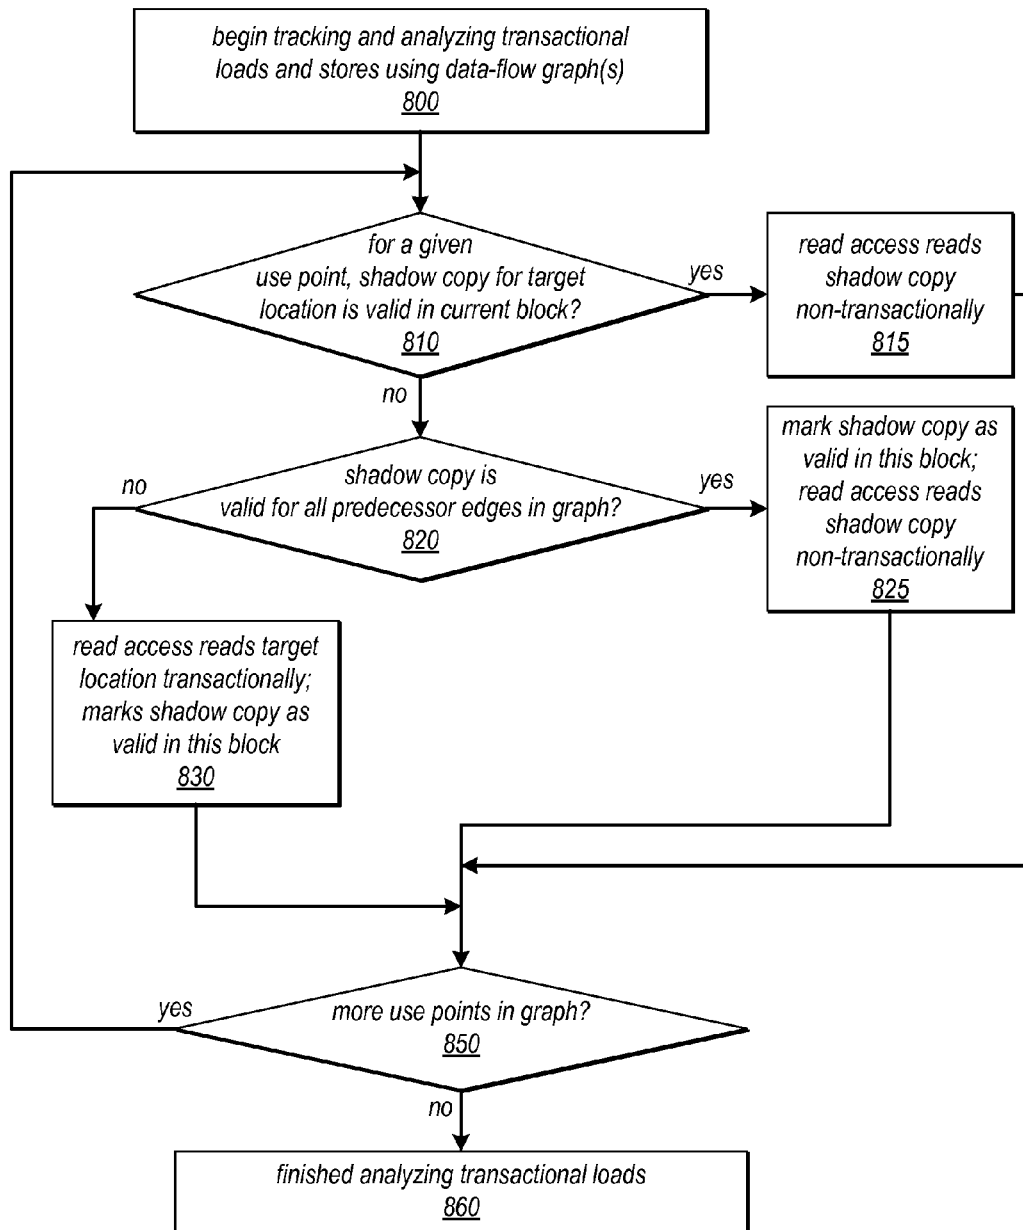 begin tracking and analyzing transactional
loads and stores using data-flow graph(s)
800
for a given
use point, shadow copy for target
location is valid in current block?
810
yes
read access reads
shadow copy
non-transactionally
815
no
shadow copy is
valid for all predecessor edges in graph?
820
no
yes
mark shadow copy as
valid in this block;
read access reads
shadow copy
non-transactionally
825
read access reads target
location transactionally;
marks shadow copy as
valid in this block
830
more use points in graph?
850
yes
no
finished analyzing transactional loads
860